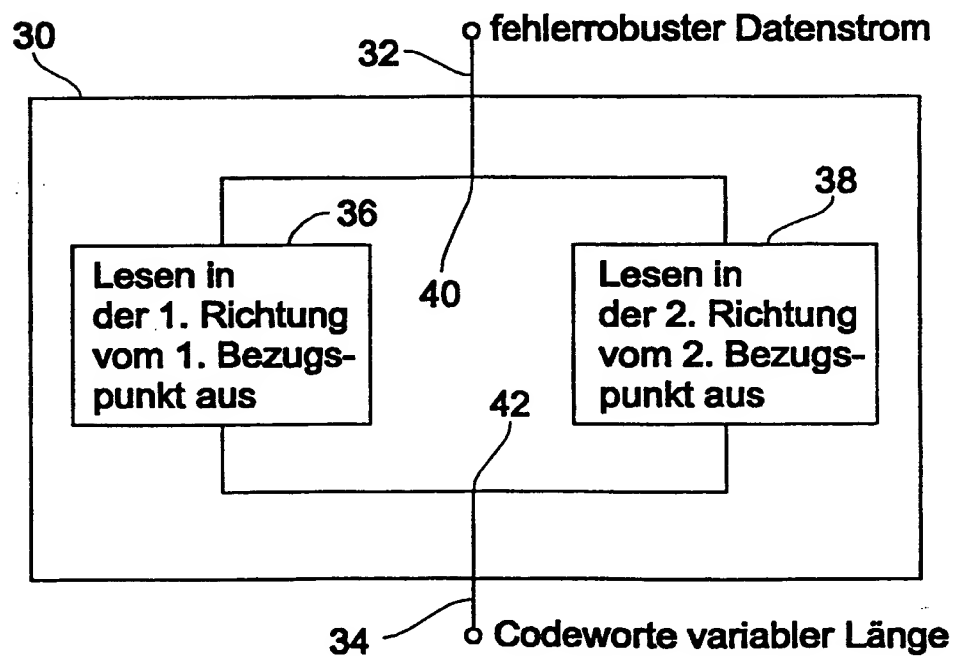 30
fehlerrobuster Datenstrom
32
36
38
Lesen in
der 1. Richtung
vom 1. Bezugs-
punkt aus
40
Lesen in
der 2. Richtung
vom 2. Bezugs-
punkt aus
42
34
Codeworte variabler Länge